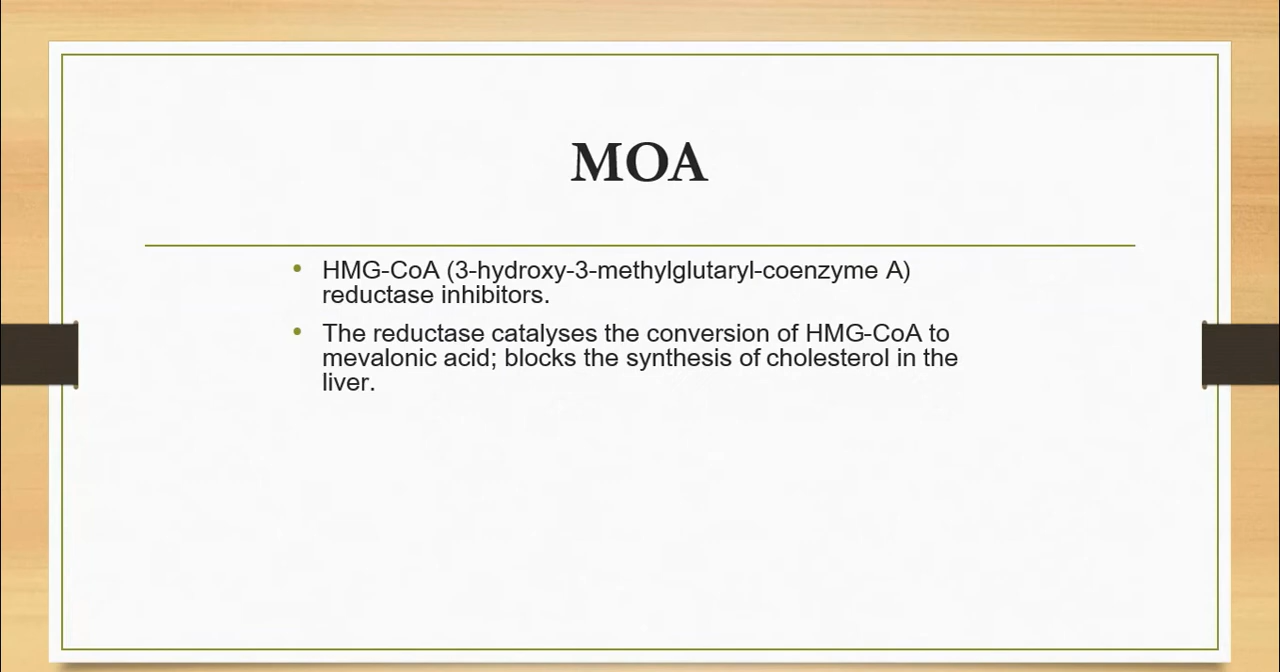 MOA
• HMG-CoA (3-hydroxy-3-methylglutaryl-coenzyme A)
reductase inhibitors.
• The reductase catalyses the conversion of HMG-CoA to
mevalonic acid; blocks the synthesis of cholesterol in the
liver.